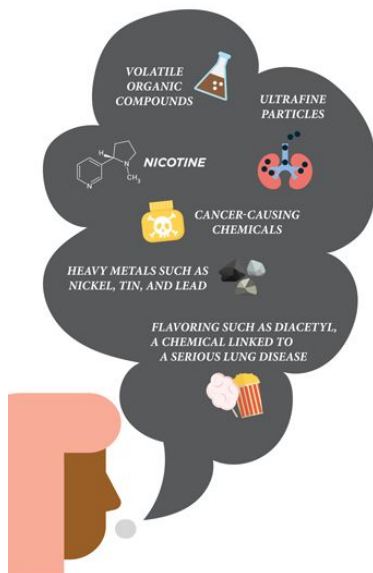 VOLATILE
ORGANIC
COMPOUNDS
ULTRAFINE
PARTICLES
H
N
CH₃
N
NICOTINE
CANCER-CAUSING
CHEMICALS
HEAVY METALS SUCH AS
NICKEL, TIN, AND LEAD
FLAVORING SUCH AS DIACETYL,
A CHEMICAL LINKED TO
A SERIOUS LUNG DISEASE